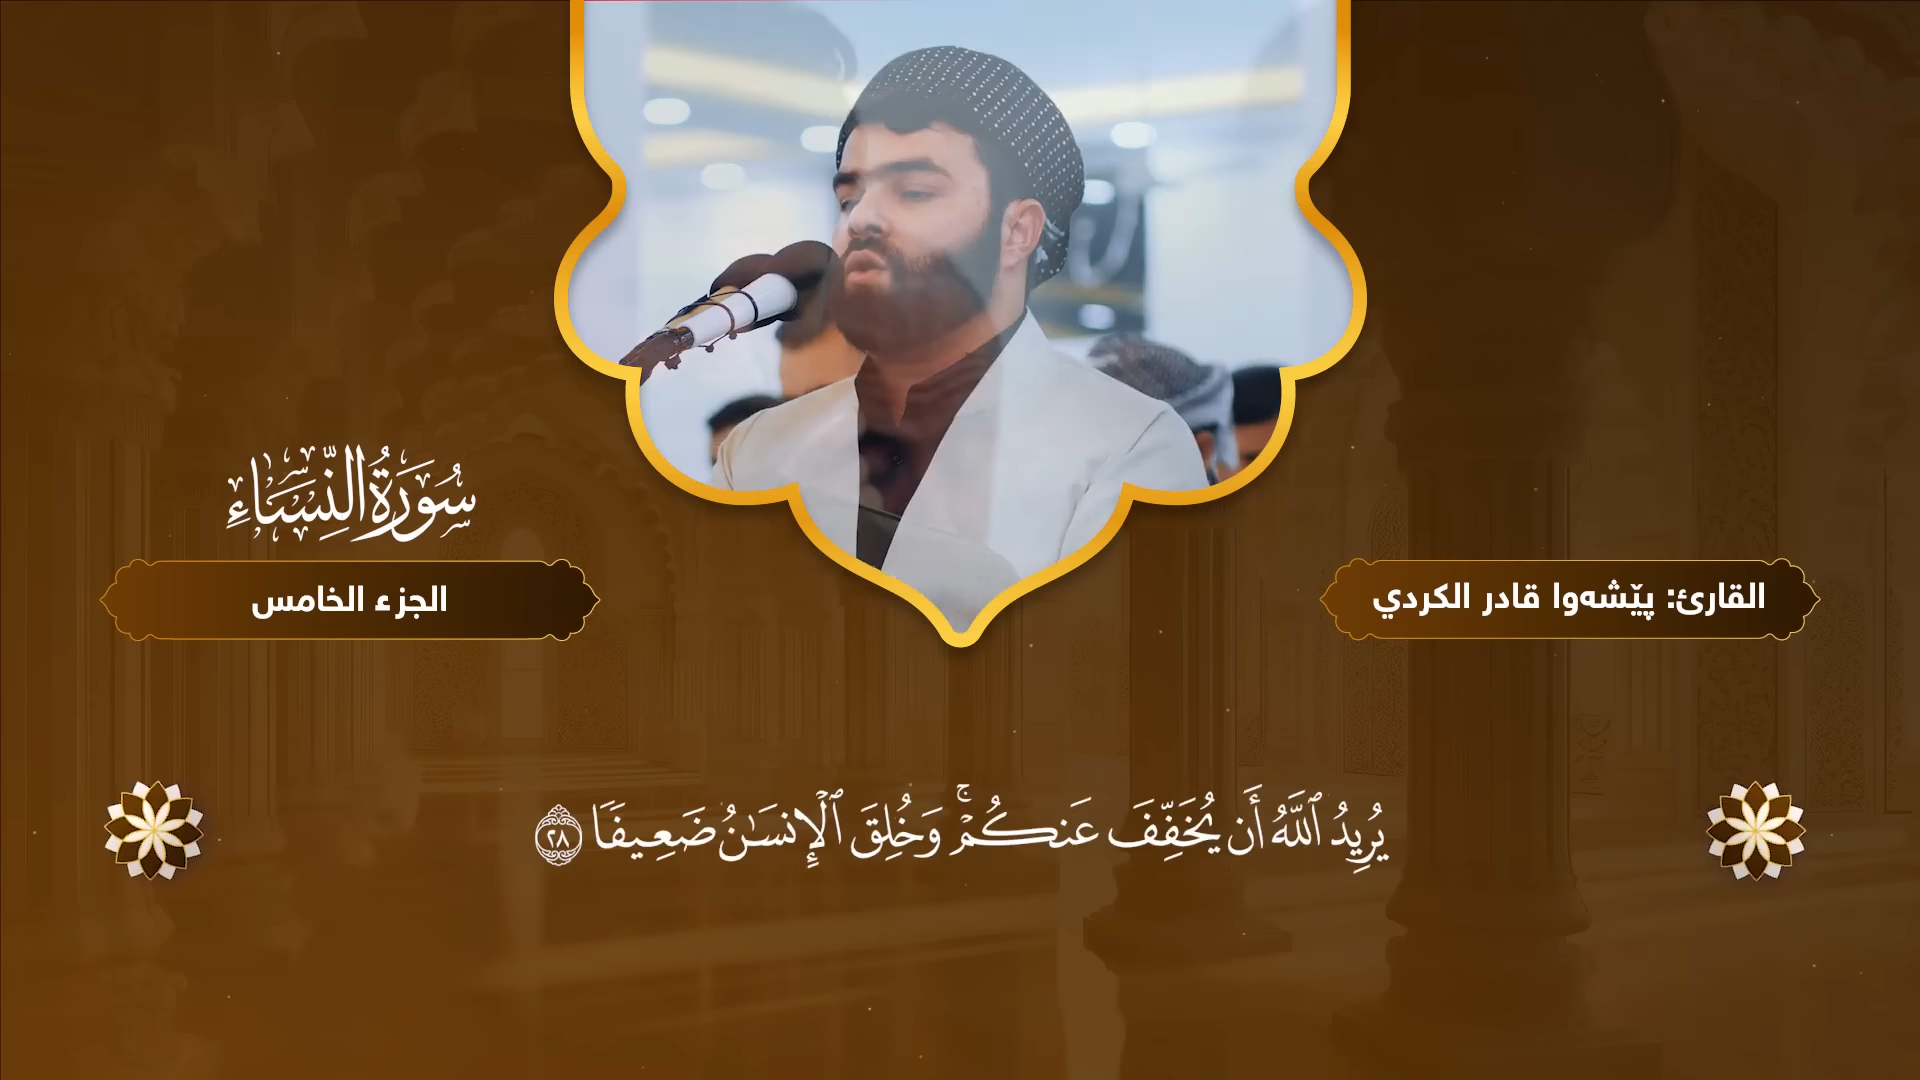 سُورَةُ النِّسَاءِ
الجزء الخامس
القارئ: پێشەوا قادر الكردي
يُرِيدُ ٱللَّهُ أَن يُخَفِّفَ عَنكُمۡۚ وَخُلِقَ ٱلۡإِنسَٰنُ ضَعِيفٗا ٢٨